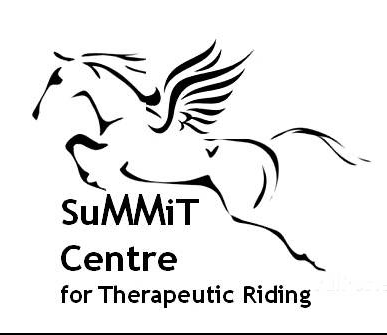 SuMMiT
Centre
for Therapeutic Riding